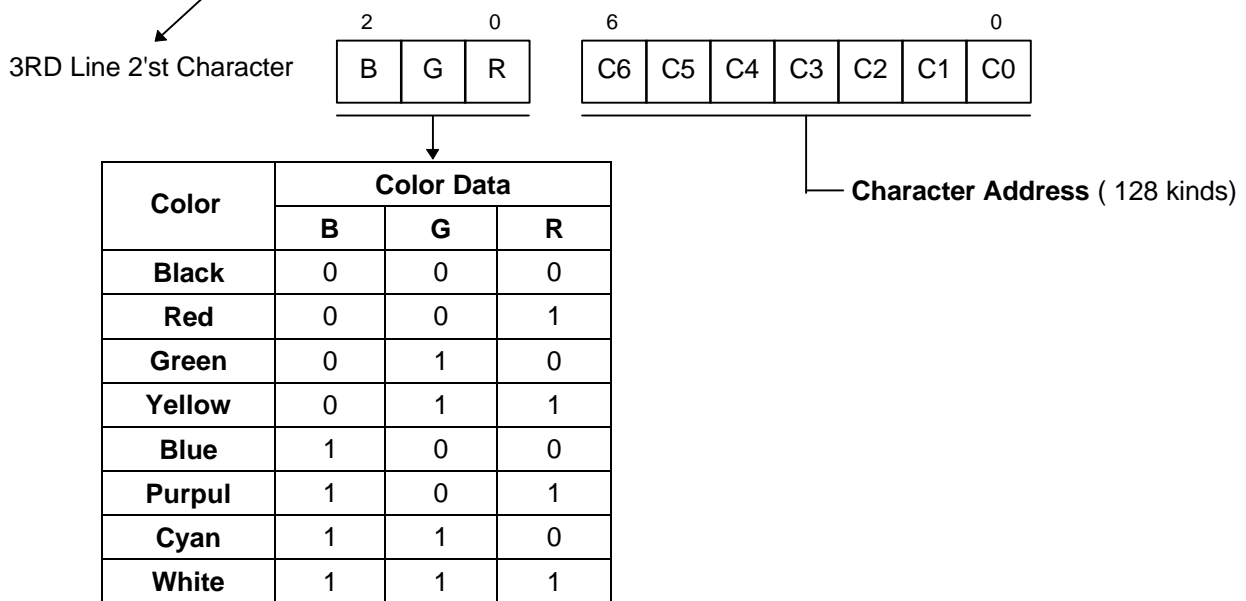 2 0 6 0
3RD Line 2'st Character B G R C6 C5 C4 C3 C2 C1 C0
Character Address ( 128 kinds)
Color Color Data
B G R
Black 0 0 0
Red 0 0 1
Green 0 1 0
Yellow 0 1 1
Blue 1 0 0
Purpul 1 0 1
Cyan 1 1 0
White 1 1 1